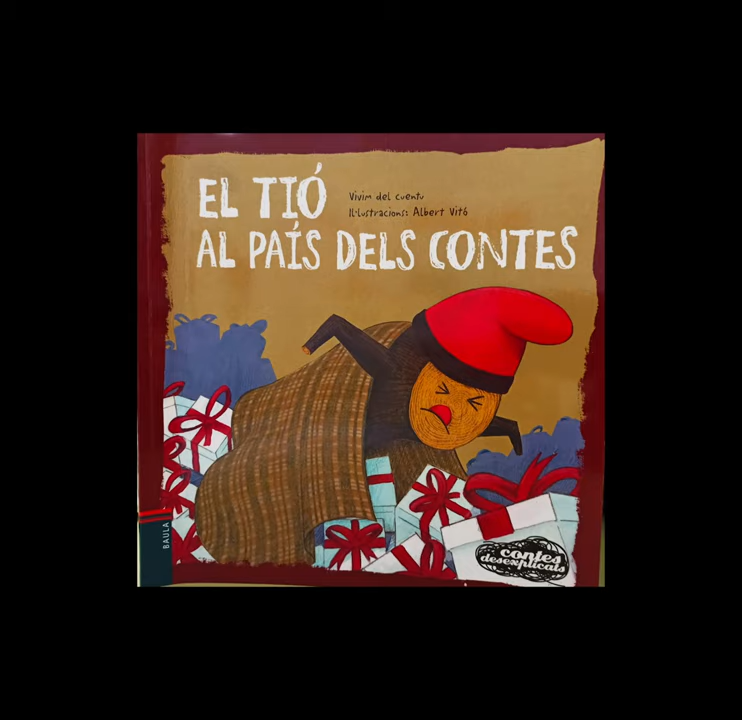 EL TIÓ
Vivim del cuentu
Il·lustracions: Albert Vitó
AL PAÍS DELS CONTES
BAULA
contes
desexplicats